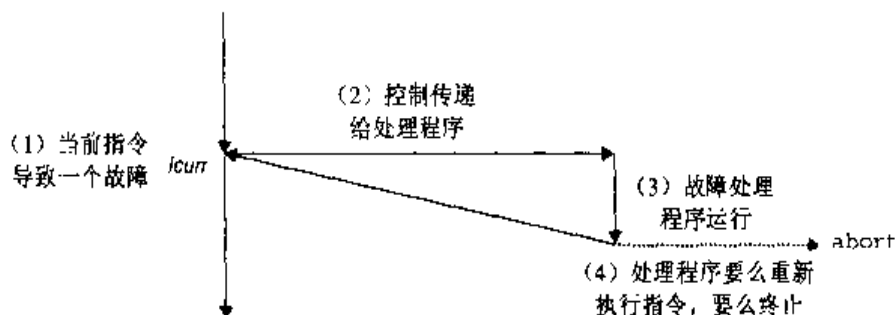 (2) 控制传递
给处理程序
(1) 当前指令
导致一个故障
Icurr
(3) 故障处理
程序运行
abort
(4) 处理程序要么重新
执行指令，要么终止